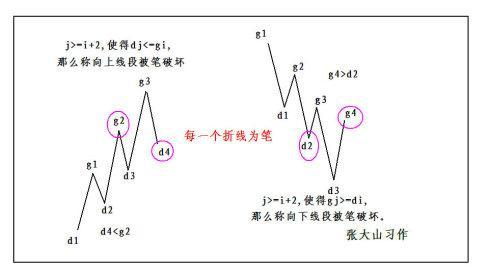 j>=i+2,使得dj<=gi,
那么称向上线段被笔破坏
g3
g2
g1
d4
d3
d2
d1
d4<g2
每一个折线为笔
g1
g2
g4>d2
g3
g4
d1
d2
d3
j>=i+2,使得gj>=di,
那么称向下线段被笔破坏。
张大山习作